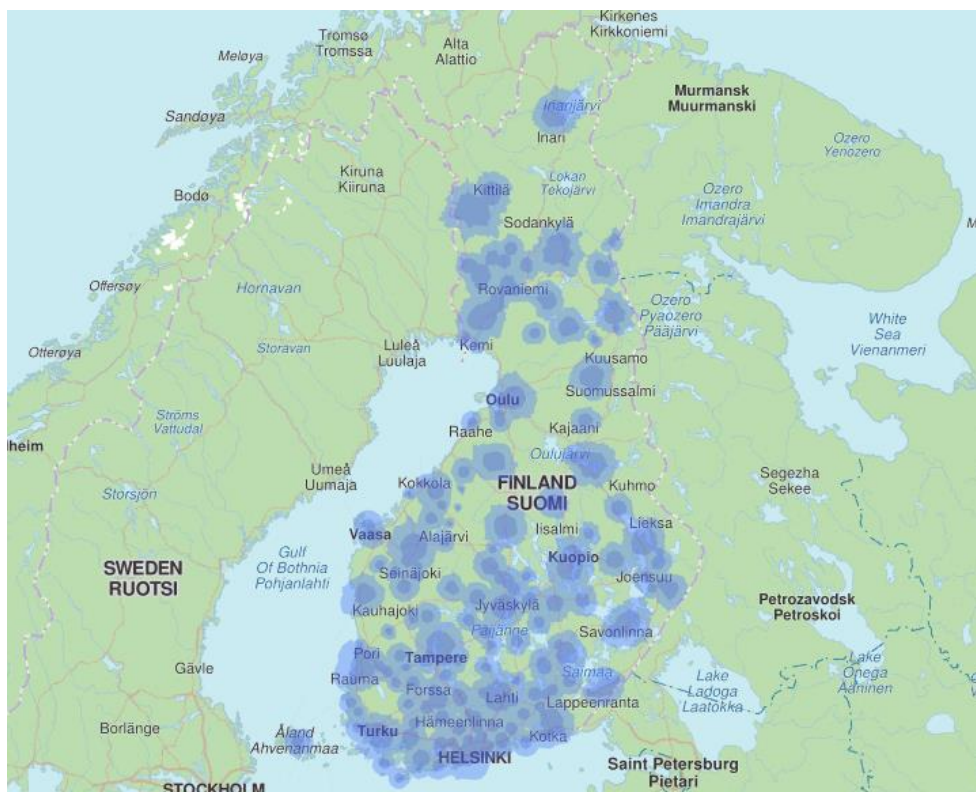 Kirkenes
Kirkkoniemi
Tromsø
Tromssa
Alta
Alattio
Meløya
Murmansk
Muurmanski
Inarijärvi
Sandøya
Inari
Ozero
Yenozero
Kiruna
Kiiruna
Lokan
Tekojärvi
Kittilä
Bodø
Ozero
Imandra
Imandrajärvi
Sodankylä
Offersøy
Hornavan
Rovaniemi
Ozero
Pyaozero
Pääjärvi
White
Sea
Vienanmeri
Otterøya
Storavan
Luleå
Luulaja
Kemi
Kuusamo
Suomussalmi
Oulu
Ströms
Vattudal
Raahe
Kajaani
lheim
Oulujärvi
Umeå
Uumaja
Segezha
Sekee
Storsjön
Kokkola
FINLAND
SUOMI
Kuhmo
Iisalmi
Lieksa
Vaasa
Alajärvi
Kuopio
Gulf
Of Bothnia
Pohjanlahti
SWEDEN
RUOTSI
Seinäjoki
Joensuu
Kauhajoki
Jyväskylä
Petrozavodsk
Petroskoi
Päijänne
Savonlinna
Pori
Tampere
Gävle
Rauma
Saimaa
Lake
Onega
Ääninen
Lake
Ladoga
Laatokka
Forssa
Lahti
Lappeenranta
Borlänge
Åland
Ahvenanmaa
Turku
Hämeenlinna
Kotka
HELSINKI
Saint Petersburg
Pietari
STOCKHOLM